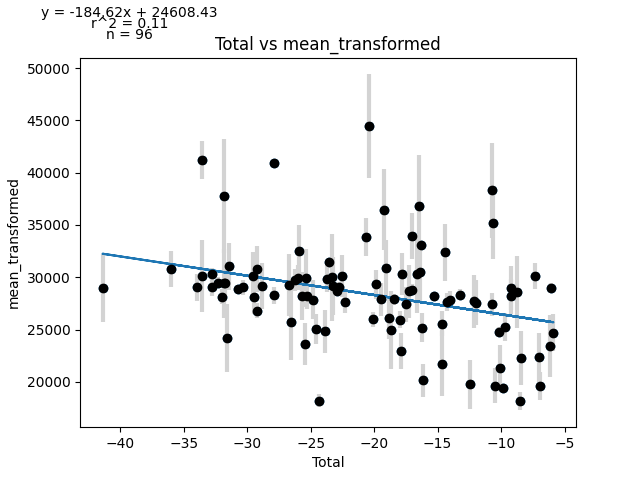 y = -184.62x + 24608.43
r^2 = 0.11
n = 96
Total vs mean_transformed
50000
45000
40000
35000
30000
25000
20000
mean_transformed
−40
−35
−30
−25
−20
−15
−10
−5
Total